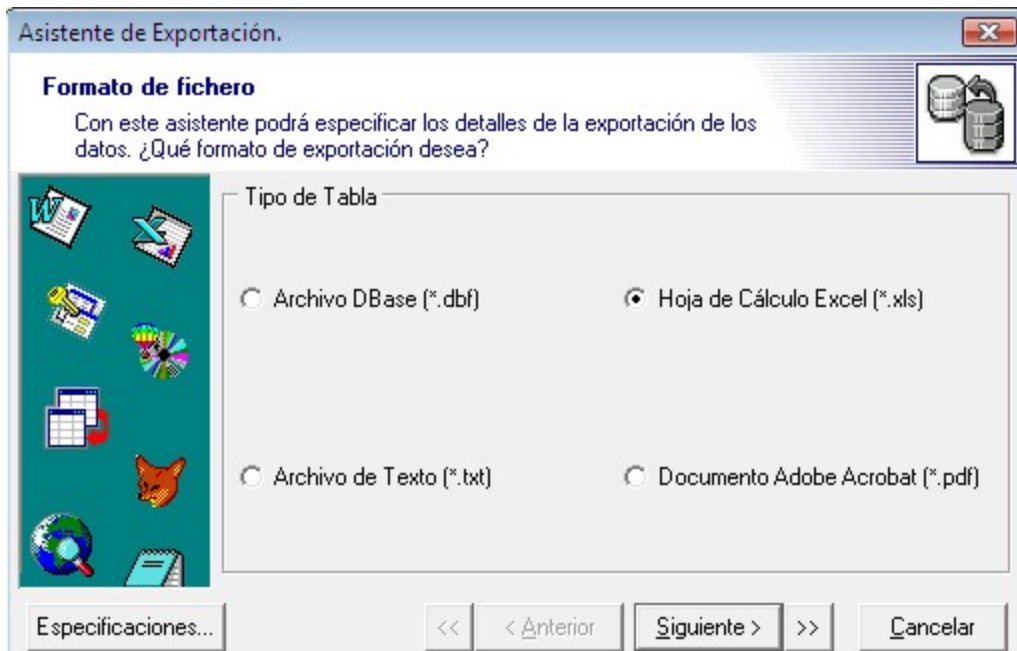 Asistente de Exportación.
Formato de fichero
Con este asistente podrá especificar los detalles de la exportación de los
datos. ¿Qué formato de exportación desea?
Tipo de Tabla
Archivo DBase (*.dbf)
Hoja de Cálculo Excel (*.xls)
Archivo de Texto (*.txt)
Documento Adobe Acrobat (*.pdf)
Especificaciones...
<<
< Anterior
Siguiente >
>>
Cancelar